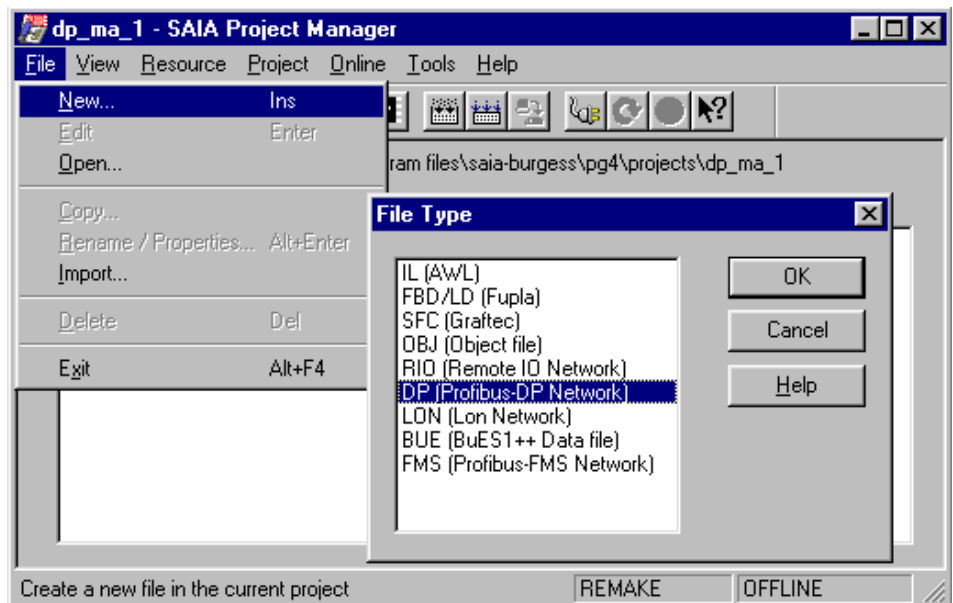 dp_ma_1 - SAIA Project Manager
File View Resource Project Online Tools Help
New... Ins
Edit Enter
Open...
ram files\saia-burgess\pg4\projects\dp_ma_1
Copy...
Rename / Properties... Alt+Enter
Import...
Delete Del
Exit Alt+F4
File Type
IL (AWL)
FBD/LD (Fupla)
SFC (Graftec)
OBJ (Object file)
RIO (Remote IO Network)
DP (Profibus-DP Network)
LON (Lon Network)
BUE (BuES1++ Data file)
FMS (Profibus-FMS Network)
OK
Cancel
Help
Create a new file in the current project REMAKE OFFLINE